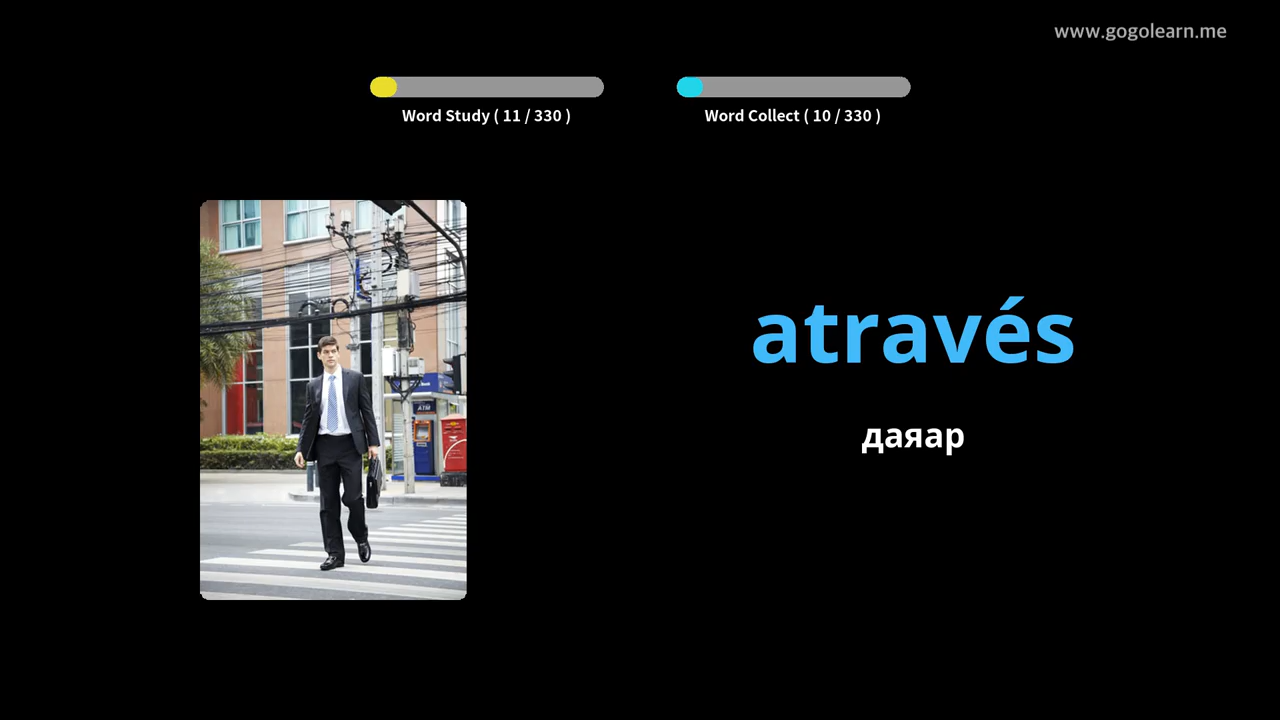 www.gogolearn.me
Word Study ( 11 / 330 )
Word Collect ( 10 / 330 )
através
даяар
ATM